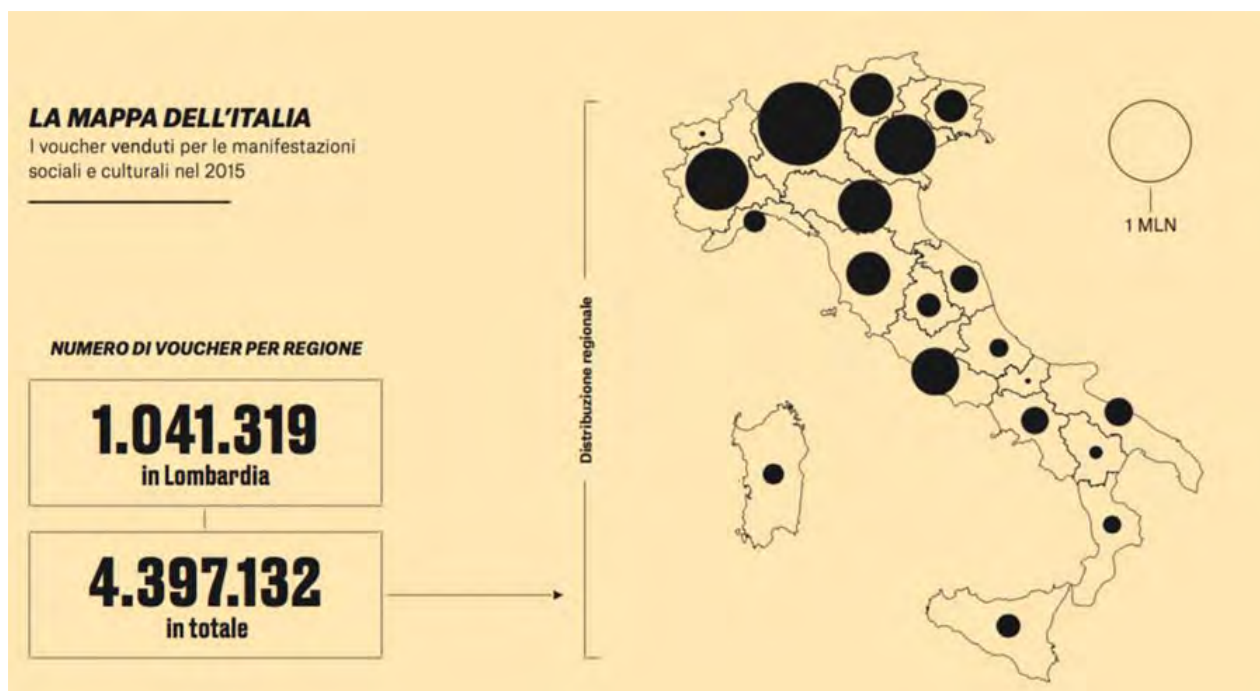 LA MAPPA DELL'ITALIA
I voucher venduti per le manifestazioni
sociali e culturali nel 2015
NUMERO DI VOUCHER PER REGIONE
1.041.319
in Lombardia
4.397.132
in totale
Distribuzione regionale
1 MLN